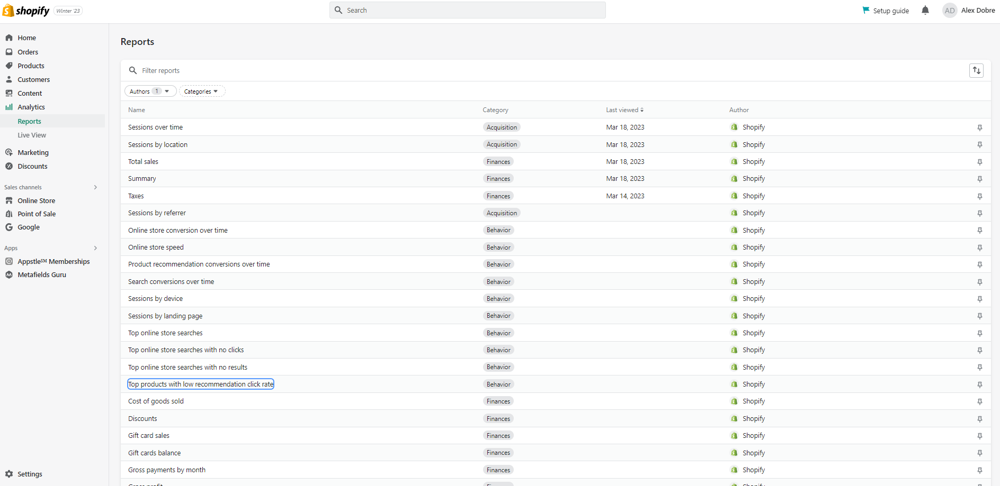 shopify Winter '23
Search
Setup guide
AD Alex Dobre
Home
Orders
Products
Customers
Content
Analytics
Reports
Live View
Marketing
Discounts
Sales channels
Online Store
Point of Sale
Google
Apps
Appstle℠ Memberships
Metafields Guru
Settings
Reports
Filter reports
Authors 1 Categories
Name Category Last viewed Author
Sessions over time Acquisition Mar 18, 2023 Shopify
Sessions by location Acquisition Mar 18, 2023 Shopify
Total sales Finances Mar 18, 2023 Shopify
Summary Finances Mar 18, 2023 Shopify
Taxes Finances Mar 14, 2023 Shopify
Sessions by referrer Acquisition Shopify
Online store conversion over time Behavior Shopify
Online store speed Behavior Shopify
Product recommendation conversions over time Behavior Shopify
Search conversions over time Behavior Shopify
Sessions by device Behavior Shopify
Sessions by landing page Behavior Shopify
Top online store searches Behavior Shopify
Top online store searches with no clicks Behavior Shopify
Top online store searches with no results Behavior Shopify
Top products with low recommendation click rate Behavior Shopify
Cost of goods sold Finances Shopify
Discounts Finances Shopify
Gift card sales Finances Shopify
Gift cards balance Finances Shopify
Gross payments by month Finances Shopify
Gross profit Finances Shopify